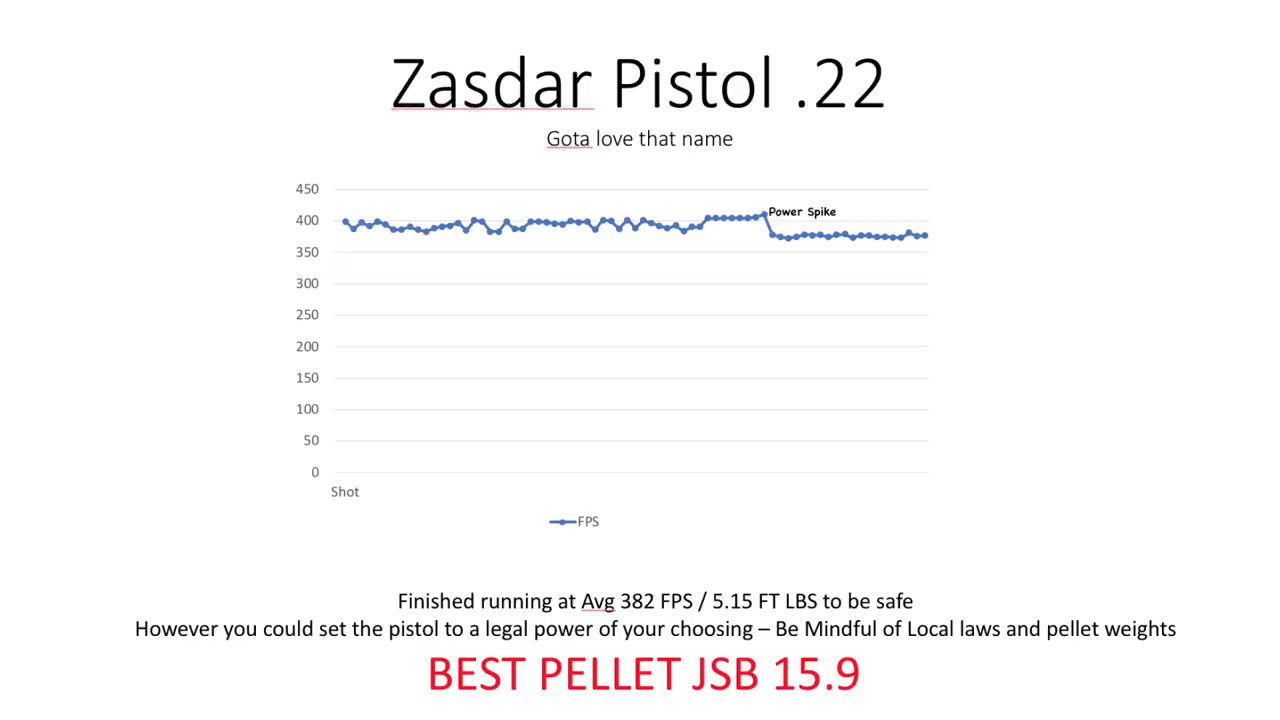 Zasdar Pistol .22
Gota love that name
450
400
Power Spike
350
300
250
200
150
100
50
0
Shot
FPS
Finished running at Avg 382 FPS / 5.15 FT LBS to be safe
However you could set the pistol to a legal power of your choosing – Be Mindful of Local laws and pellet weights
BEST PELLET JSB 15.9